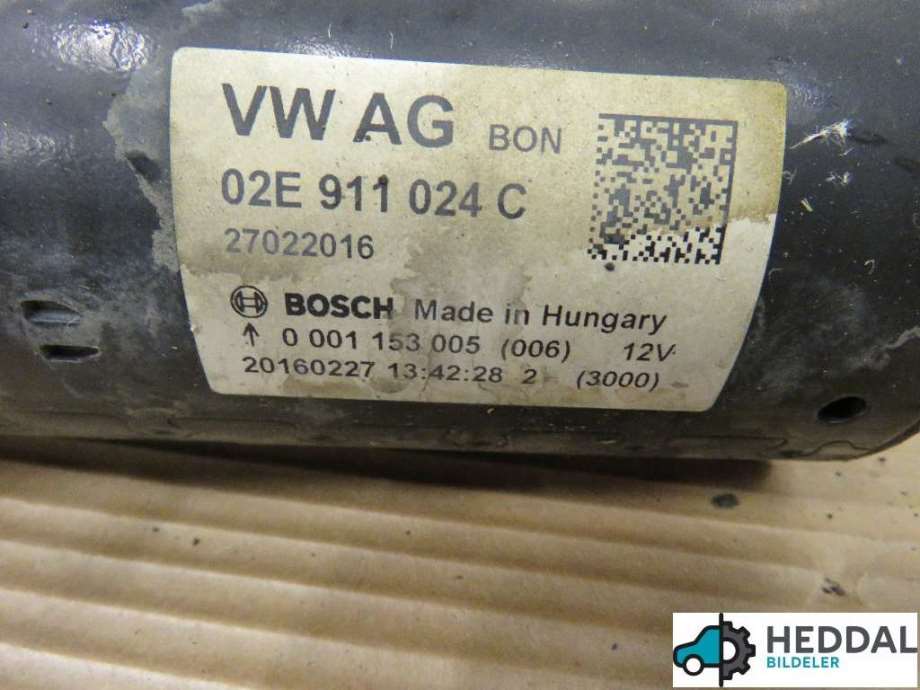 VW AG BON
02E 911 024 C
27022016
BOSCH Made in Hungary
↑ 0 001 153 005 (006) 12V
20160227 13:42:28 2 (3000)
HEDDAL
BILDELER